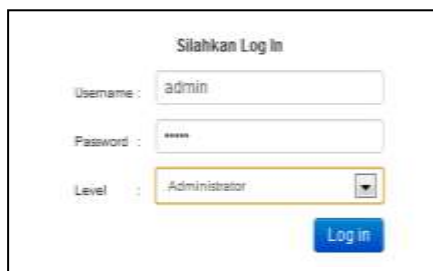 Silahkan Log In
Username : admin
Password : •••••
Level : Administrator
Log in